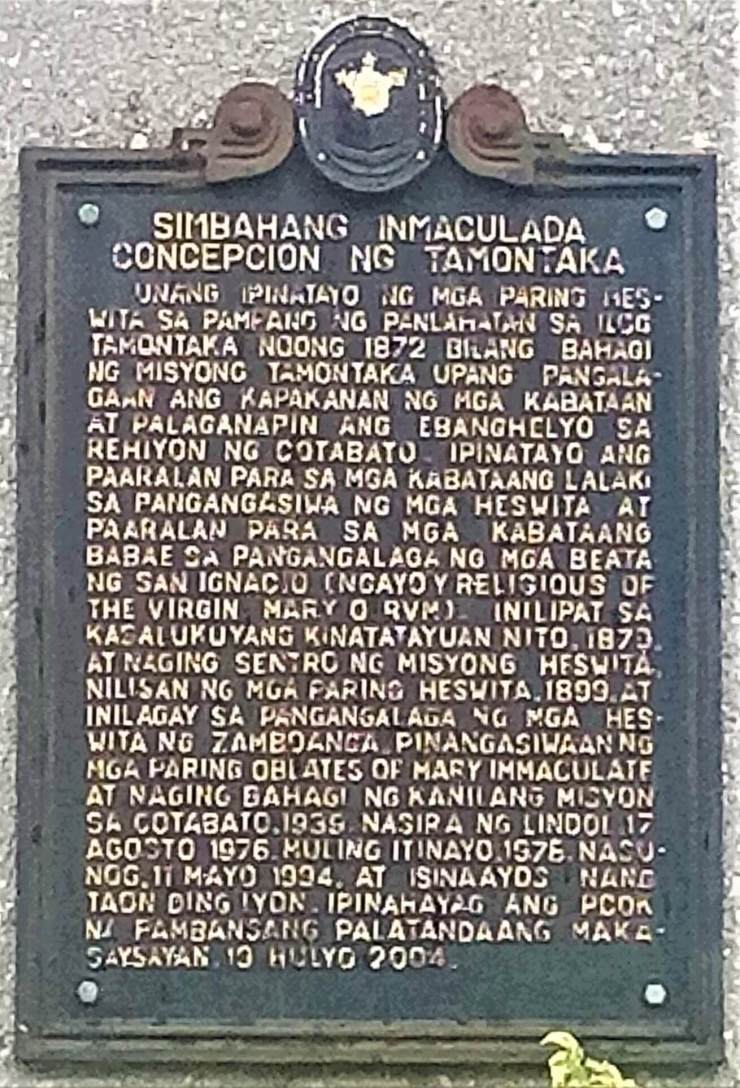 SIMBAHANG INMACULADA
CONCEPCION NG TAMONTAKA
UNANG IPINATAYO NG MGA PARING HES-
WITA SA PAMPANG NG PANLAHATAN SA ILOG
TAMONTAKA NOONG 1872 BILANG BAHAGI
NG MISYONG TAMONTAKA UPANG PANGALA-
GAAN ANG KAPAKANAN NG MGA KABATAAN
AT PALAGANAPIN ANG EBANGHELYO SA
REHIYON NG COTABATO. IPINATAYO ANG
PAARALAN PARA SA MGA KABATAANG LALAKI
SA PANGANGASIWA NG MGA HESWITA AT
PAARALAN PARA SA MGA KABATAANG
BABAE SA PANGANGALAGA NG MGA BEATA
NG SAN IGNACIO (NGAYO'Y RELIGIOUS OF
THE VIRGIN MARY O RVM). INILIPAT SA
KASALUKUYANG KINATATAYUAN NITO,
AT NAGING SENTRO NG MISYONG HESWITA.
NILISAN NG MGA PARING HESWITA, 1899, AT
INILAGAY SA PANGANGALAGA NG MGA HES-
WITA NG ZAMBOANGA. PINANGASIWAAN NG
MGA PARING OBLATES OF MARY IMMACULATE
AT NAGING BAHAGI NG KANILANG MISYON
SA COTABATO, 1939. NASIRA NG LINDOL 17
AGOSTO 1976. MULING ITINAYO, 1978. NASU-
NOG, 11 MAYO 1994, AT ISINAAYOS NANG
TAON DING IYON. IPINAHAYAG ANG POOK
NA PAMBANSANG PALATANDAANG MAKA-
SAYSAYAN, HULYO 2004.